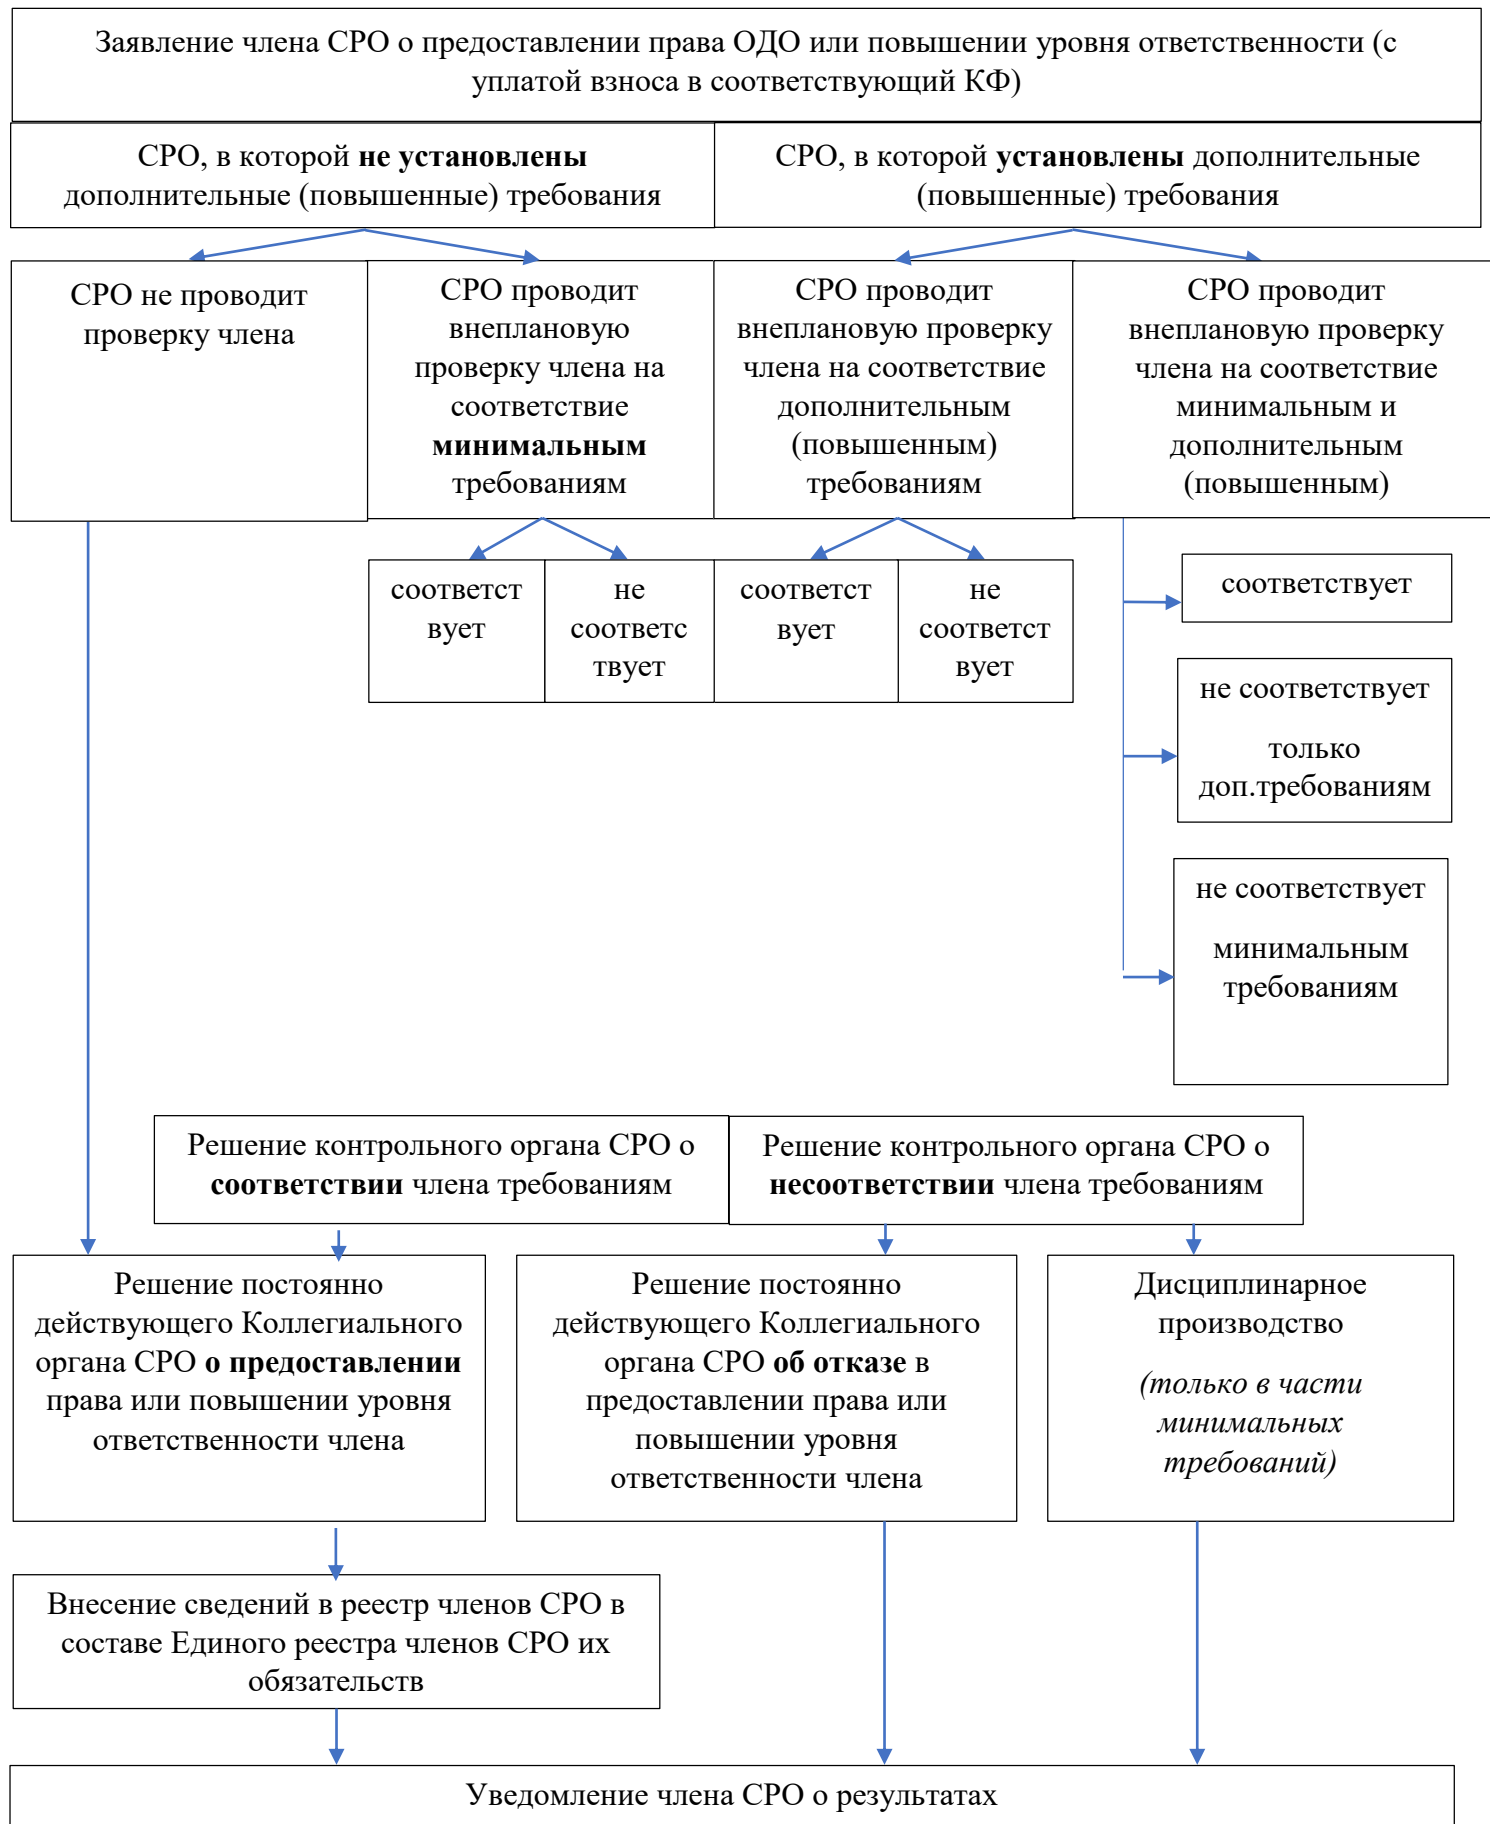 Заявление члена СРО о предоставлении права ОДО или повышении уровня ответственности (с
уплатой взноса в соответствующий КФ)
СРО, в которой не установлены
дополнительные (повышенные) требования
СРО, в которой установлены дополнительные
(повышенные) требования
СРО не проводит
проверку члена
СРО проводит
внеплановую
проверку члена на
соответствие
минимальным
требованиям
СРО проводит
внеплановую проверку
члена на соответствие
дополнительным
(повышенным)
требованиям
СРО проводит
внеплановую проверку
члена на соответствие
минимальным и
дополнительным
(повышенным)
соответст
вует
не
соответс
твует
соответст
вует
не
соответст
вует
соответствует
не соответствует
только
доп.требованиям
не соответствует
минимальным
требованиям
Решение контрольного органа СРО о
соответствии члена требованиям
Решение контрольного органа СРО о
несоответствии члена требованиям
Решение постоянно
действующего Коллегиального
органа СРО о предоставлении
права или повышении уровня
ответственности члена
Решение постоянно
действующего Коллегиального
органа СРО об отказе в
предоставлении права или
повышении уровня
ответственности члена
Дисциплинарное
производство
(только в части
минимальных
требований)
Внесение сведений в реестр членов СРО в
составе Единого реестра членов СРО их
обязательств
Уведомление члена СРО о результатах